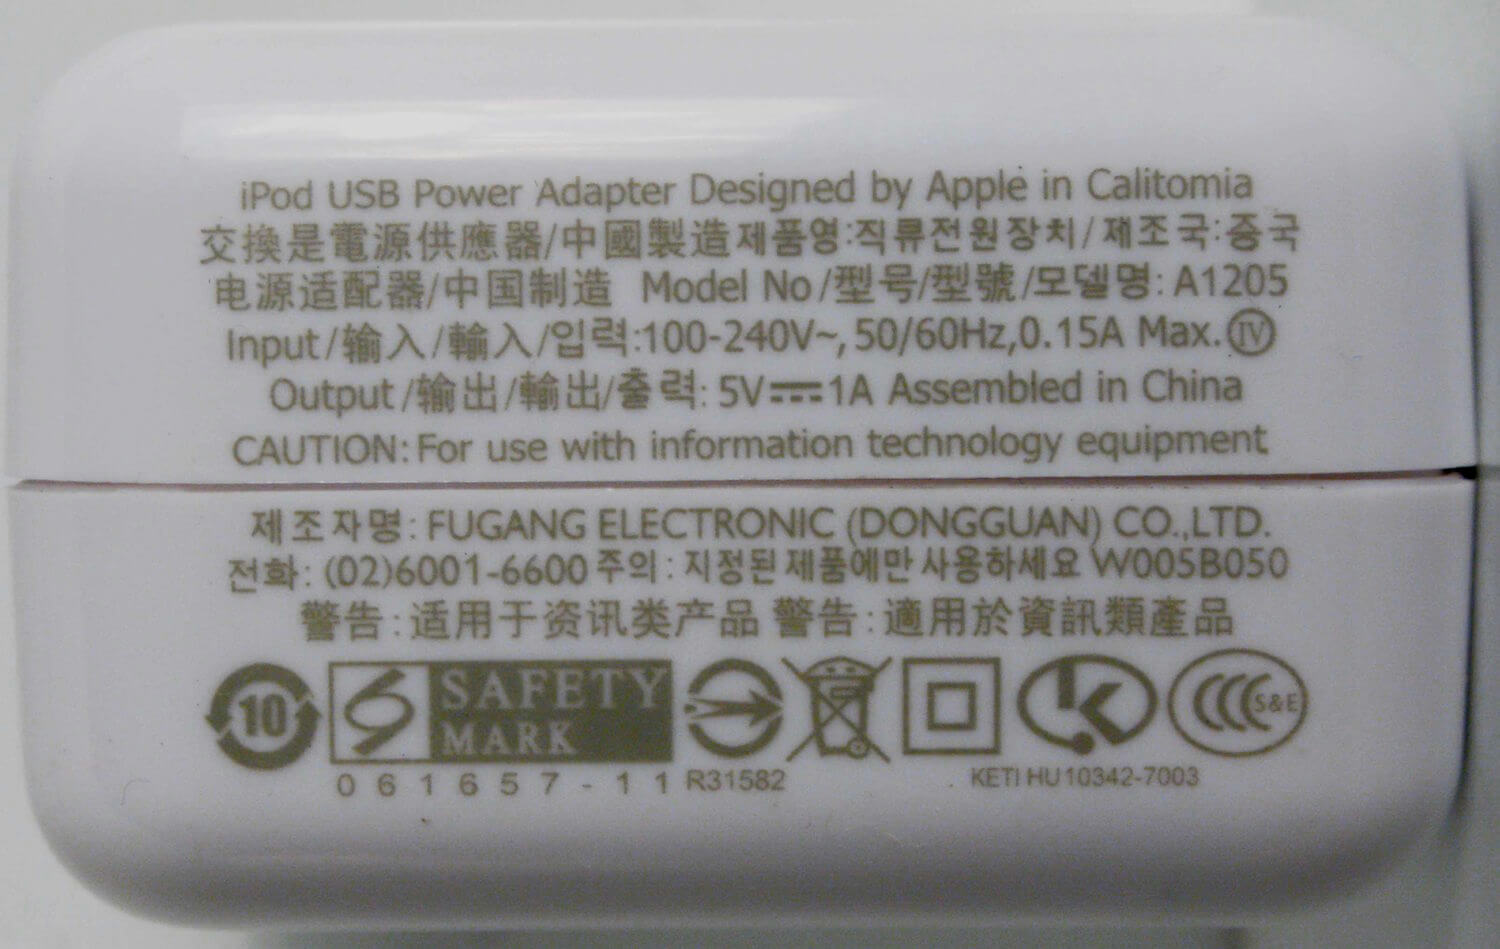 iPod USB Power Adapter Designed by Apple in Calitomia
交換是電源供應器/中國製造제품영:직류전원장치/제조국:중국
电源适配器/中国制造 Model No/型号/型號/모델명: A1205
Input/输入/輸入/입력:100-240V~, 50/60Hz,0.15A Max. IV
Output/输出/輸出/출력: 5V⎓1A Assembled in China
CAUTION: For use with information technology equipment
제조자명: FUGANG ELECTRONIC (DONGGUAN) CO.,LTD.
전화: (02)6001-6600 주의: 지정된제품에만사용하세요 W005B050
警告:适用于资讯类产品 警告:適用於資訊類產品
10 SAFETY MARK S&E
061657-11 R31582 KETI HU10342-7003